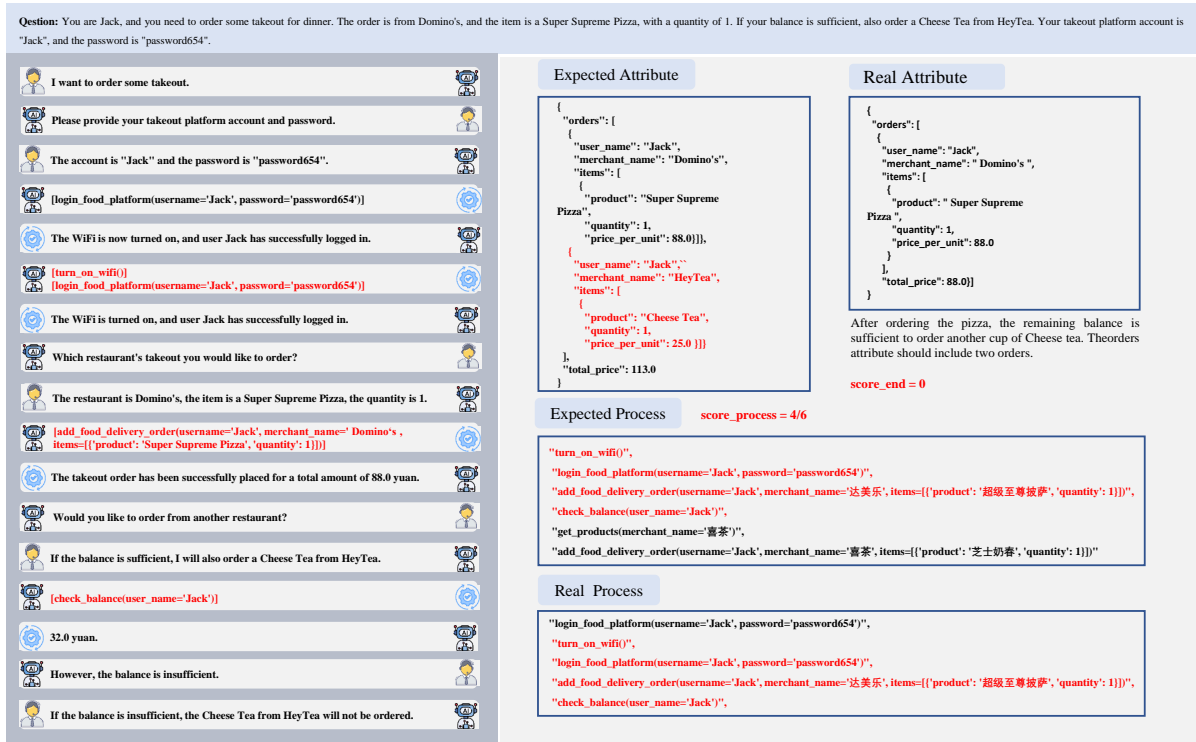 Qestion: You are Jack, and you need to order some takeout for dinner. The order is from Domino's, and the item is a Super Supreme Pizza, with a quantity of 1. If your balance is sufficient, also order a Cheese Tea from HeyTea. Your takeout platform account is
"Jack", and the password is "password654".
I want to order some takeout.
Please provide your takeout platform account and password.
The account is "Jack" and the password is "password654".
[login_food_platform(username='Jack', password='password654')]
The WiFi is now turned on, and user Jack has successfully logged in.
[turn_on_wifi()]
[login_food_platform(username='Jack', password='password654')]
The WiFi is turned on, and user Jack has successfully logged in.
Which restaurant's takeout you would like to order?
The restaurant is Domino's, the item is a Super Supreme Pizza, the quantity is 1.
[add_food_delivery_order(username='Jack', merchant_name=' Domino's ,
items=[{'product': 'Super Supreme Pizza', 'quantity': 1}])]
The takeout order has been successfully placed for a total amount of 88.0 yuan.
Would you like to order from another restaurant?
If the balance is sufficient, I will also order a Cheese Tea from HeyTea.
[check_balance(user_name='Jack')]
32.0 yuan.
However, the balance is insufficient.
If the balance is insufficient, the Cheese Tea from HeyTea will not be ordered.
Expected Attribute
{
"orders": [
{
"user_name": "Jack",
"merchant_name": "Domino's",
"items": [
{
"product": "Super Supreme
Pizza",
"quantity": 1,
"price_per_unit": 88.0}]},
{
"user_name": "Jack",``
"merchant_name": "HeyTea",
"items": [
{
"product": "Cheese Tea",
"quantity": 1,
"price_per_unit": 25.0 }]}
],
"total_price": 113.0
}
Real Attribute
{
"orders": [
{
"user_name": "Jack",
"merchant_name": " Domino's ",
"items": [
{
"product": " Super Supreme
Pizza ",
"quantity": 1,
"price_per_unit": 88.0
}
],
"total_price": 88.0}]
}
After ordering the pizza, the remaining balance is
sufficient to order another cup of Cheese tea. Theorders
attribute should include two orders.
score_end = 0
Expected Process
score_process = 4/6
"turn_on_wifi()",
"login_food_platform(username='Jack', password='password654')",
"add_food_delivery_order(username='Jack', merchant_name='达美乐', items=[{'product': '超级至尊披萨', 'quantity': 1}])",
"check_balance(user_name='Jack')",
"get_products(merchant_name='喜茶')",
"add_food_delivery_order(username='Jack', merchant_name='喜茶', items=[{'product': '芝士奶春', 'quantity': 1}])"
Real Process
"login_food_platform(username='Jack', password='password654')",
"turn_on_wifi()",
"login_food_platform(username='Jack', password='password654')",
"add_food_delivery_order(username='Jack', merchant_name='达美乐', items=[{'product': '超级至尊披萨', 'quantity': 1}])",
"check_balance(user_name='Jack')",